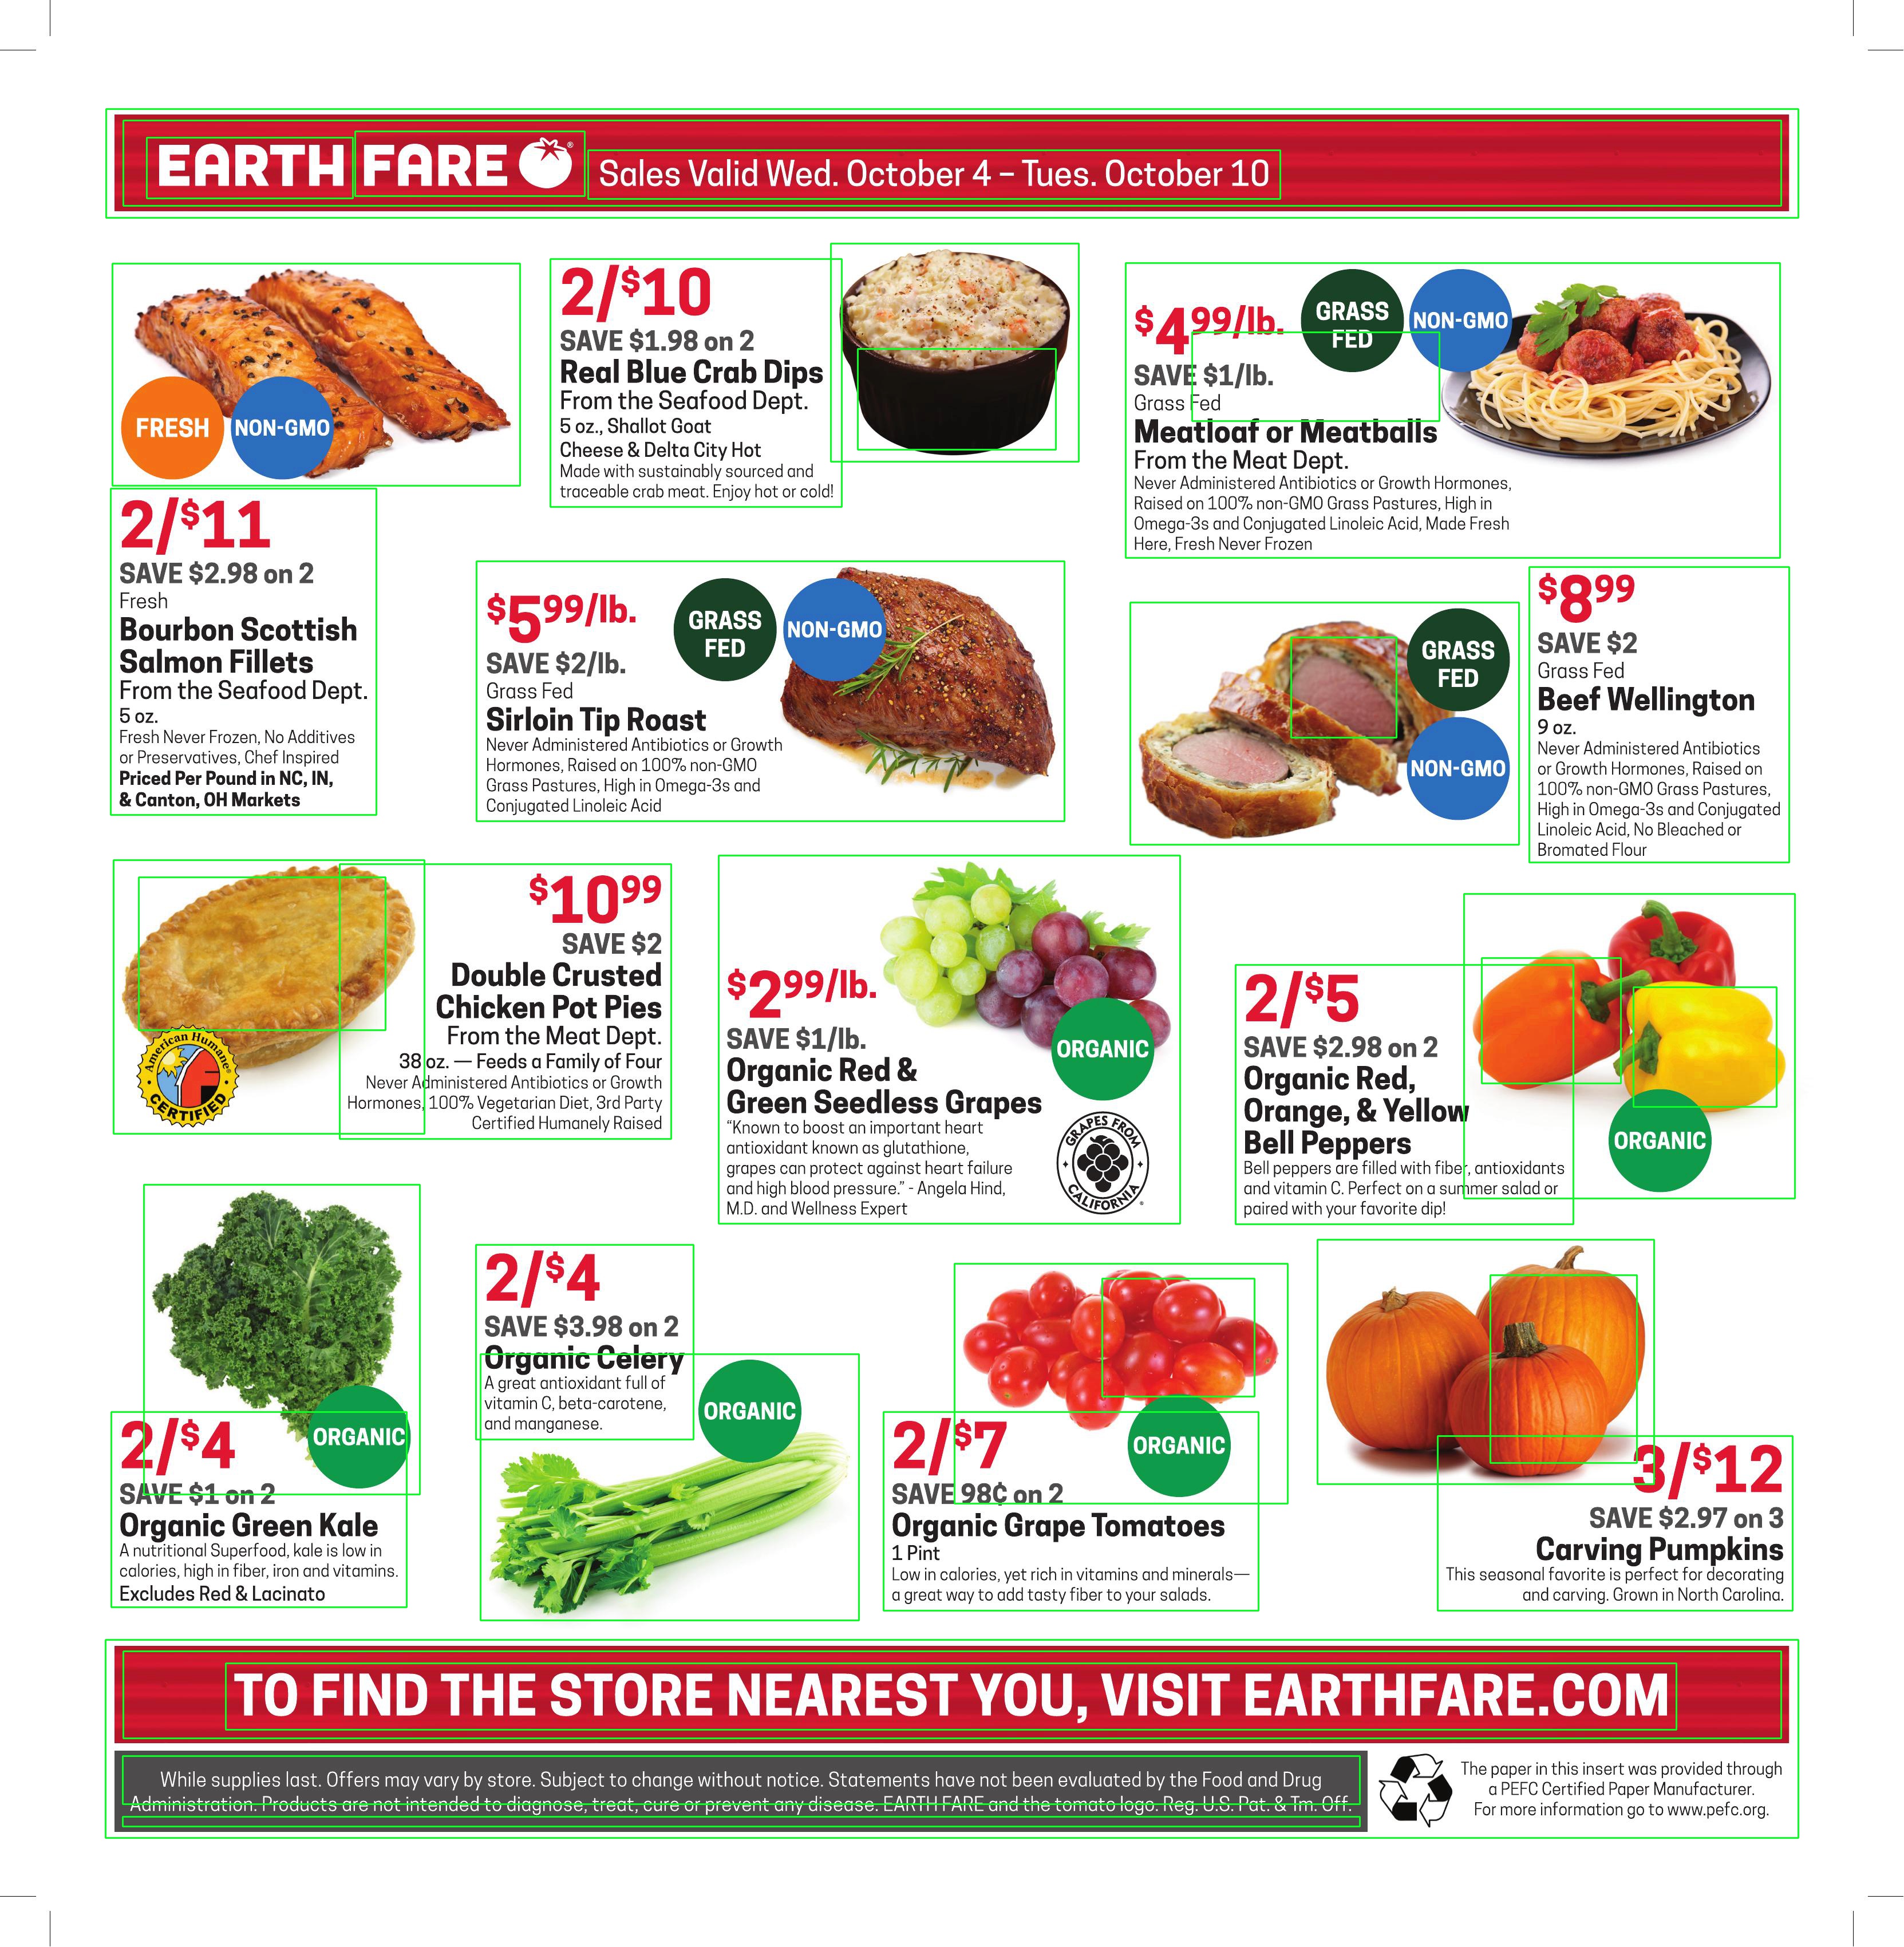 EARTH FARE ®
Sales Valid Wed. October 4 – Tues. October 10
FRESH
NON-GMO
2/$11
SAVE $2.98 on 2
Fresh
Bourbon Scottish
Salmon Fillets
From the Seafood Dept.
5 oz.
Fresh Never Frozen, No Additives
or Preservatives, Chef Inspired
Priced Per Pound in NC, IN,
& Canton, OH Markets
2/$10
SAVE $1.98 on 2
Real Blue Crab Dips
From the Seafood Dept.
5 oz., Shallot Goat
Cheese & Delta City Hot
Made with sustainably sourced and
traceable crab meat. Enjoy hot or cold!
$4 99/lb.
GRASS
FED
NON-GMO
SAVE $1/lb.
Grass Fed
Meatloaf or Meatballs
From the Meat Dept.
Never Administered Antibiotics or Growth Hormones,
Raised on 100% non-GMO Grass Pastures, High in
Omega-3s and Conjugated Linoleic Acid, Made Fresh
Here, Fresh Never Frozen
$5 99/lb.
GRASS
FED
NON-GMO
SAVE $2/lb.
Grass Fed
Sirloin Tip Roast
Never Administered Antibiotics or Growth
Hormones, Raised on 100% non-GMO
Grass Pastures, High in Omega-3s and
Conjugated Linoleic Acid
GRASS
FED
NON-GMO
$8 99
SAVE $2
Grass Fed
Beef Wellington
9 oz.
Never Administered Antibiotics
or Growth Hormones, Raised on
100% non-GMO Grass Pastures,
High in Omega-3s and Conjugated
Linoleic Acid, No Bleached or
Bromated Flour
American Humane®
CERTIFIED
$10 99
SAVE $2
Double Crusted
Chicken Pot Pies
From the Meat Dept.
38 oz. — Feeds a Family of Four
Never Administered Antibiotics or Growth
Hormones, 100% Vegetarian Diet, 3rd Party
Certified Humanely Raised
$2 99/lb.
SAVE $1/lb.
Organic Red &
Green Seedless Grapes
“Known to boost an important heart
antioxidant known as glutathione,
grapes can protect against heart failure
and high blood pressure.” - Angela Hind,
M.D. and Wellness Expert
ORGANIC
GRAPES FROM
CALIFORNIA ®
2/$5
SAVE $2.98 on 2
Organic Red,
Orange, & Yellow
Bell Peppers
Bell peppers are filled with fiber, antioxidants
and vitamin C. Perfect on a summer salad or
paired with your favorite dip!
ORGANIC
2/$4
ORGANIC
SAVE $1 on 2
Organic Green Kale
A nutritional Superfood, kale is low in
calories, high in fiber, iron and vitamins.
Excludes Red & Lacinato
2/$4
SAVE $3.98 on 2
Organic Celery
A great antioxidant full of
vitamin C, beta-carotene,
and manganese.
ORGANIC
2/$7
ORGANIC
SAVE 98¢ on 2
Organic Grape Tomatoes
1 Pint
Low in calories, yet rich in vitamins and minerals—
a great way to add tasty fiber to your salads.
3/$12
SAVE $2.97 on 3
Carving Pumpkins
This seasonal favorite is perfect for decorating
and carving. Grown in North Carolina.
TO FIND THE STORE NEAREST YOU, VISIT EARTHFARE.COM
While supplies last. Offers may vary by store. Subject to change without notice. Statements have not been evaluated by the Food and Drug
Administration. Products are not intended to diagnose, treat, cure or prevent any disease. EARTH FARE and the tomato logo. Reg. U.S. Pat. & Tm. Off.
The paper in this insert was provided through
a PEFC Certified Paper Manufacturer.
For more information go to www.pefc.org.